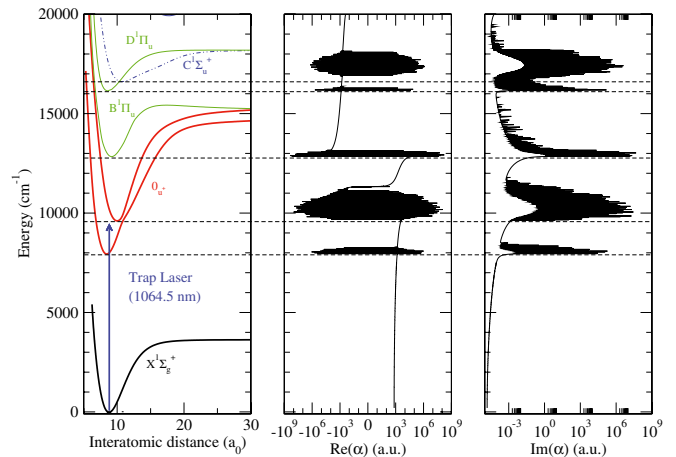 20000
15000
10000
5000
0
Energy (cm⁻¹)
D¹Πᵤ
C¹Σᵤ⁺
B¹Πᵤ
0ᵤ⁺
Trap Laser
(1064.5 nm)
X¹Σg⁺
10 20 30
Interatomic distance (a₀)
-10⁹ -10⁶ -10³ 0 10³ 10⁶ 10⁹
Re(α) (a.u.)
10⁻³ 10⁰ 10³ 10⁶ 10⁹
Im(α) (a.u.)